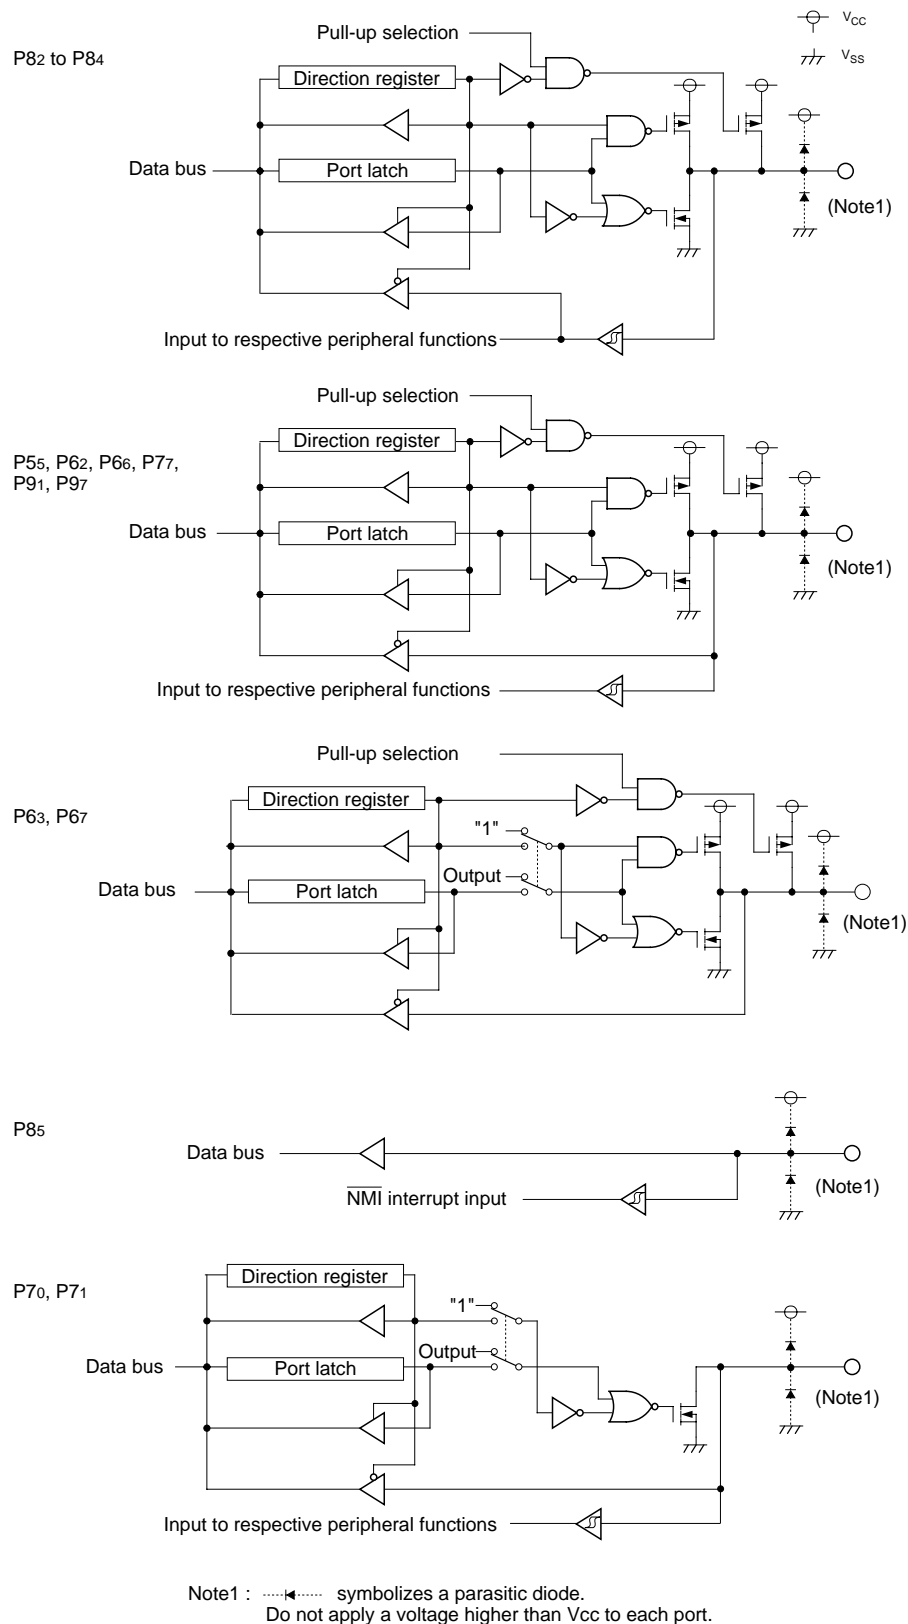 Pull-up selection
VCC
P82 to P84
VSS
Direction register
Data bus
Port latch
(Note1)
Input to respective peripheral functions
Pull-up selection
Direction register
P55, P62, P66, P77,
P91, P97
Data bus
Port latch
(Note1)
Input to respective peripheral functions
Pull-up selection
P63, P67
Direction register
"1"
Output
Data bus
Port latch
(Note1)
P85
Data bus
(Note1)
NMI interrupt input
P70, P71
Direction register
"1"
Output
Data bus
Port latch
(Note1)
Input to respective peripheral functions
Note1 : symbolizes a parasitic diode.
Do not apply a voltage higher than Vcc to each port.